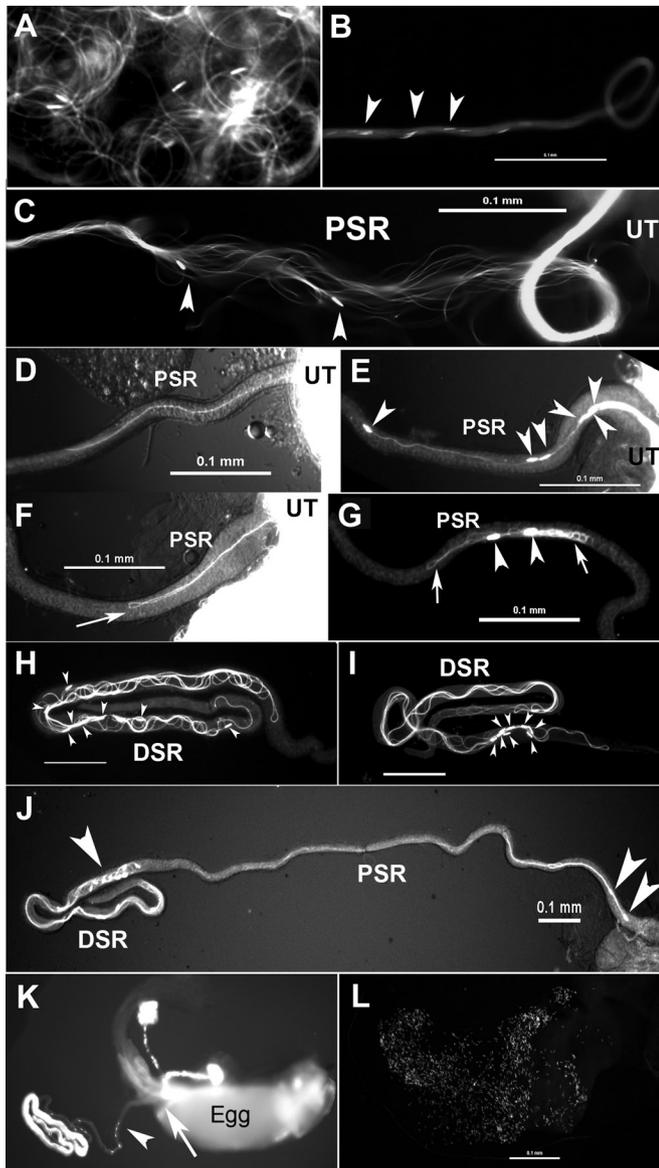 A
B
0.1 mm
C
0.1 mm
PSR
UT
D
PSR
UT
0.1 mm
E
PSR
UT
0.1 mm
F
UT
0.1 mm
PSR
G
PSR
0.1 mm
H
DSR
I
DSR
J
PSR
DSR
0.1 mm
K
Egg
L
0.1 mm